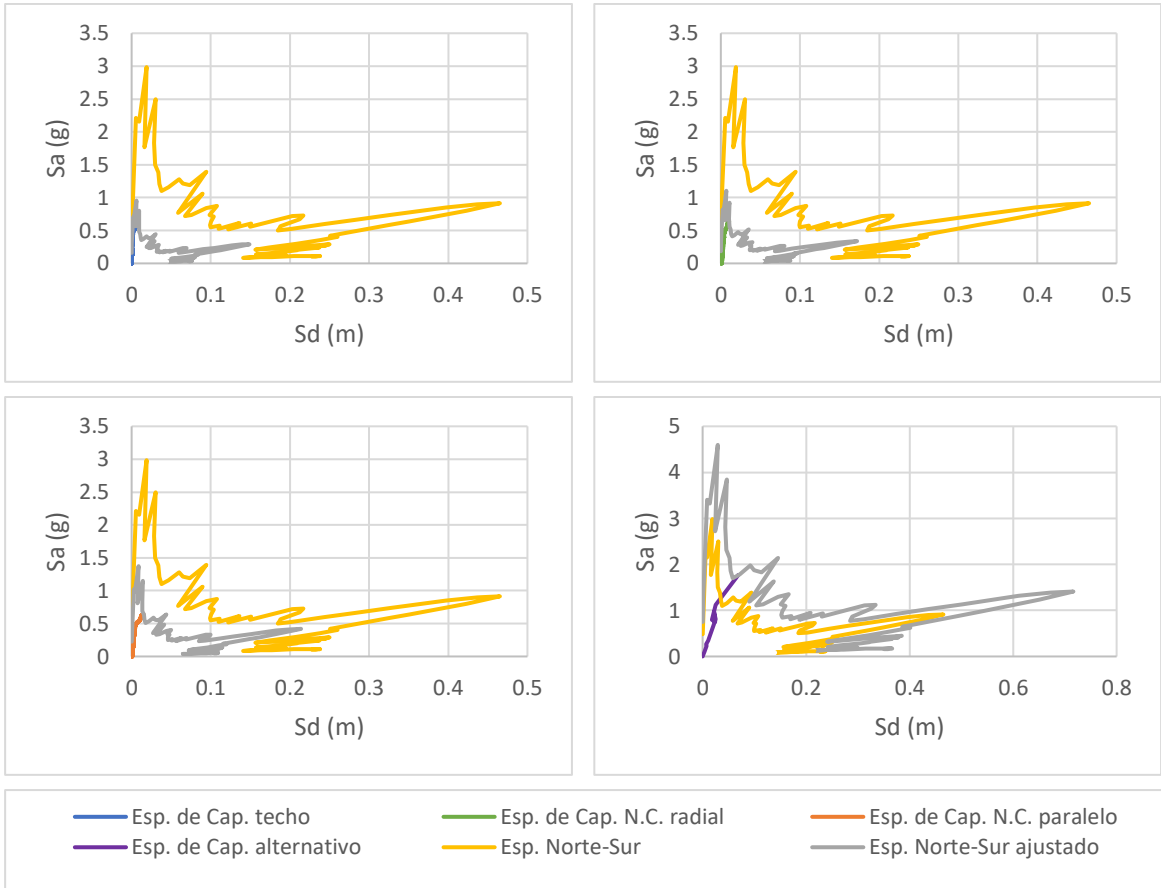 3.5
3
2.5
2
1.5
1
0.5
0
Sa (g)
0 0.1 0.2 0.3 0.4 0.5
Sd (m)
3.5
3
2.5
2
1.5
1
0.5
0
Sa (g)
0 0.1 0.2 0.3 0.4 0.5
Sd (m)
3.5
3
2.5
2
1.5
1
0.5
0
Sa (g)
0 0.1 0.2 0.3 0.4 0.5
Sd (m)
5
4
3
2
1
0
Sa (g)
0 0.2 0.4 0.6 0.8
Sd (m)
Esp. de Cap. techo
Esp. de Cap. N.C. radial
Esp. de Cap. N.C. paralelo
Esp. de Cap. alternativo
Esp. Norte-Sur
Esp. Norte-Sur ajustado